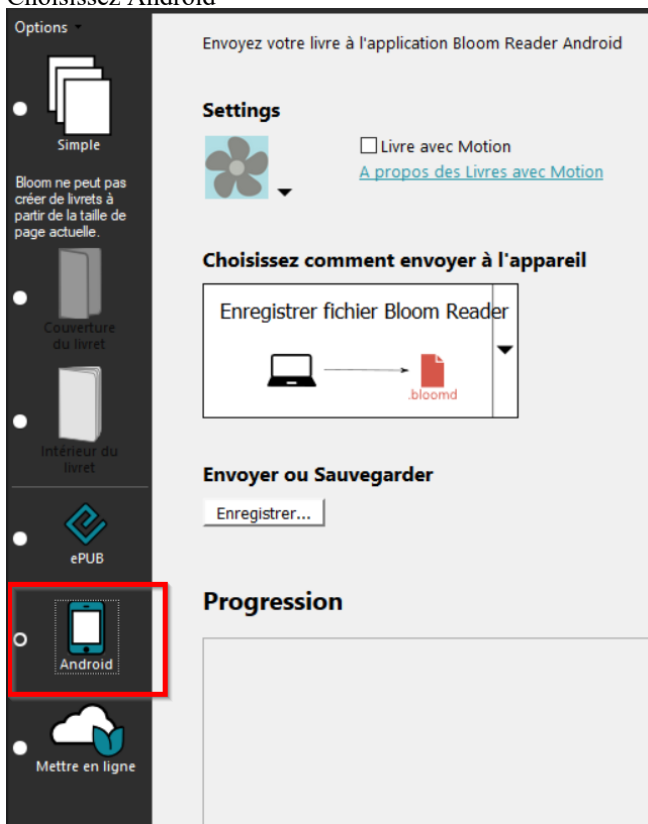 Choisissez Android
Options
Simple
Bloom ne peut pas
créer de livrets à
partir de la taille de
page actuelle.
Couverture
du livret
Intérieur du
livret
ePUB
Android
Mettre en ligne
Envoyez votre livre à l'application Bloom Reader Android
Settings
Livre avec Motion
A propos des Livres avec Motion
Choisissez comment envoyer à l'appareil
Enregistrer fichier Bloom Reader
.bloomd
Envoyer ou Sauvegarder
Enregistrer...
Progression